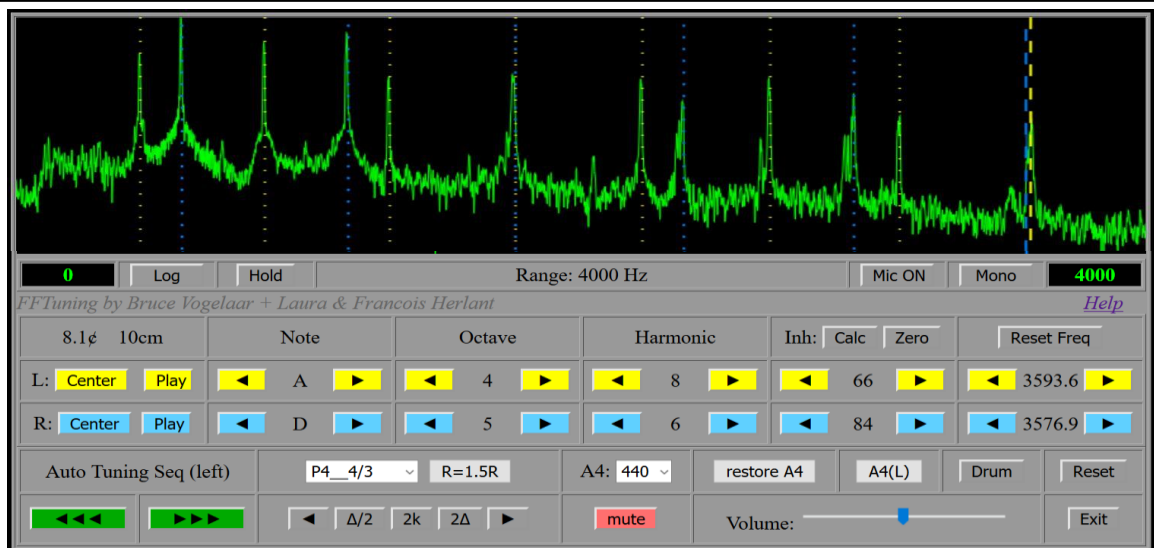 0 Log Hold Range: 4000 Hz Mic ON Mono 4000
FFTuning by Bruce Vogelaar + Laura & Francois Herlant Help
8.1¢ 10cm Note Octave Harmonic Inh: Calc Zero Reset Freq
L: Center Play ◄ A ► ◄ 4 ► ◄ 8 ► ◄ 66 ► ◄ 3593.6 ►
R: Center Play ◄ D ► ◄ 5 ► ◄ 6 ► ◄ 84 ► ◄ 3576.9 ►
Auto Tuning Seq (left) P4__4/3 R=1.5R A4: 440 restore A4 A4(L) Drum Reset
◄◄◄ ►►► ◄ Δ/2 2k 2Δ ► mute Volume: Exit